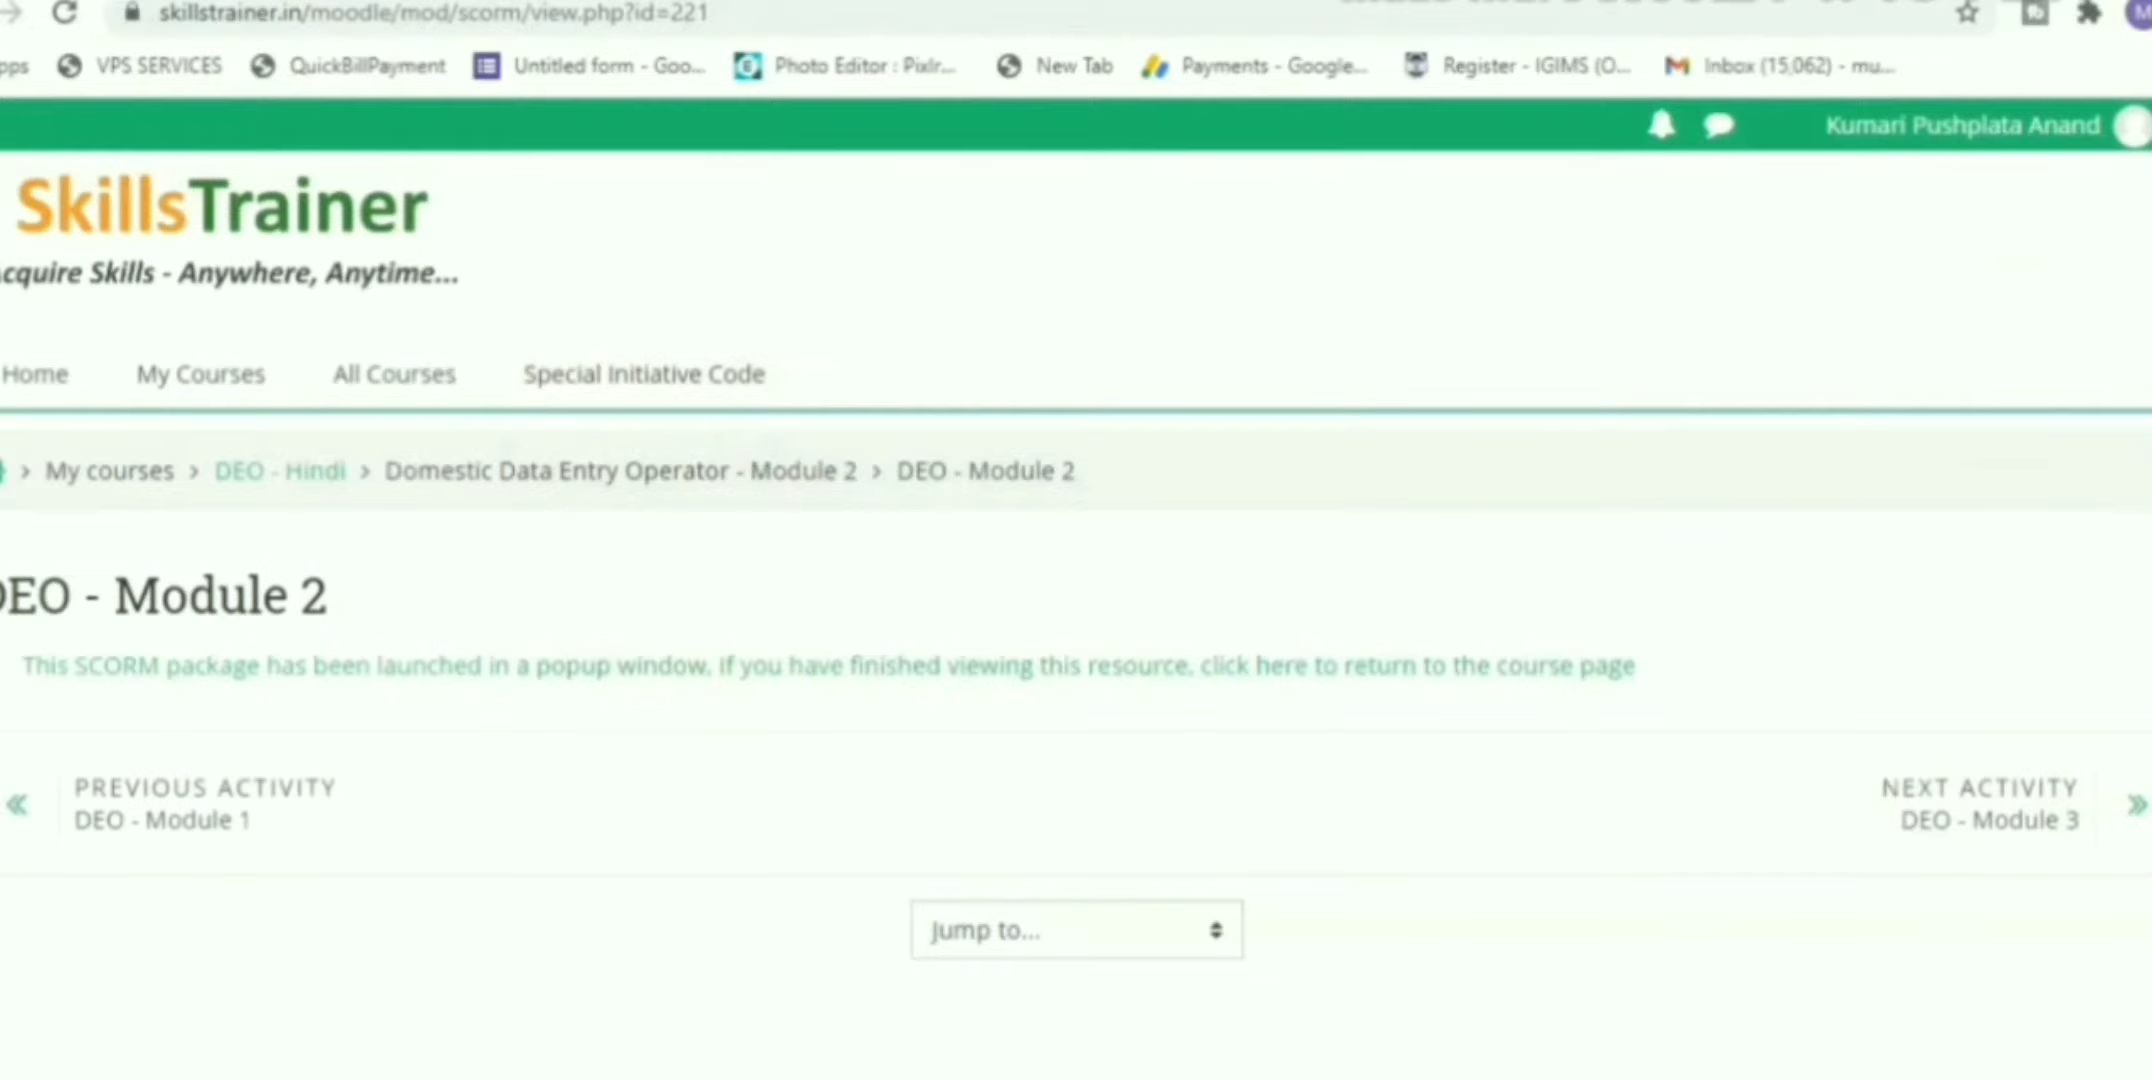 skillstrainer.in/moodle/mod/scorm/view.php?id=221
VPS SERVICES QuickBillPayment Untitled form - Goo... Photo Editor : Pixlr... New Tab Payments - Google... Register - IGIMS (O... Inbox (15,062) - mu...
Kumari Pushplata Anand
SkillsTrainer
cquire Skills - Anywhere, Anytime...
Home My Courses All Courses Special Initiative Code
> My courses > DEO - Hindi > Domestic Data Entry Operator - Module 2 > DEO - Module 2
DEO - Module 2
This SCORM package has been launched in a popup window. If you have finished viewing this resource, click here to return to the course page
PREVIOUS ACTIVITY
DEO - Module 1
NEXT ACTIVITY
DEO - Module 3
Jump to...